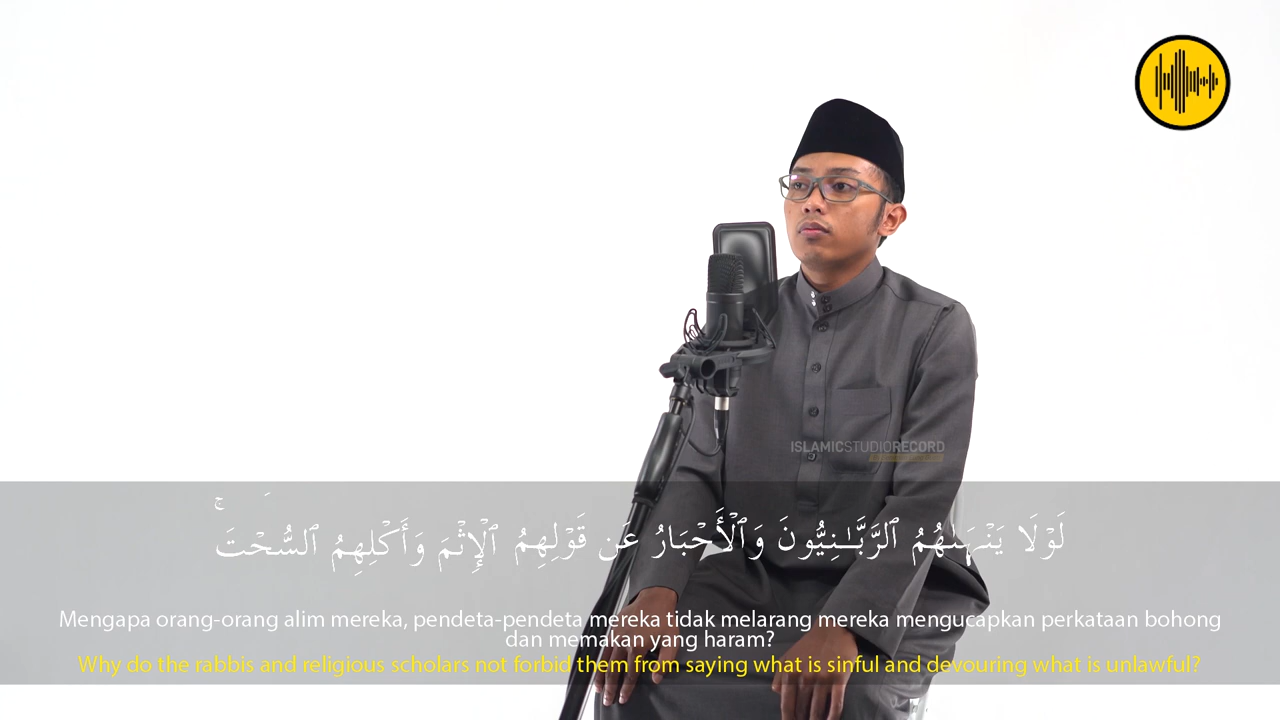 ISLAMICSTUDIORECORD
لَوْلَا يَنْهَىٰهُمُ ٱلرَّبَّـٰنِيُّونَ وَٱلْأَحْبَارُ عَن قَوْلِهِمُ ٱلْإِثْمَ وَأَكْلِهِمُ ٱلسُّحْتَ ۚ
Mengapa orang-orang alim mereka, pendeta-pendeta mereka tidak melarang mereka mengucapkan perkataan bohong
dan memakan yang haram?
Why do the rabbis and religious scholars not forbid them from saying what is sinful and devouring what is unlawful?